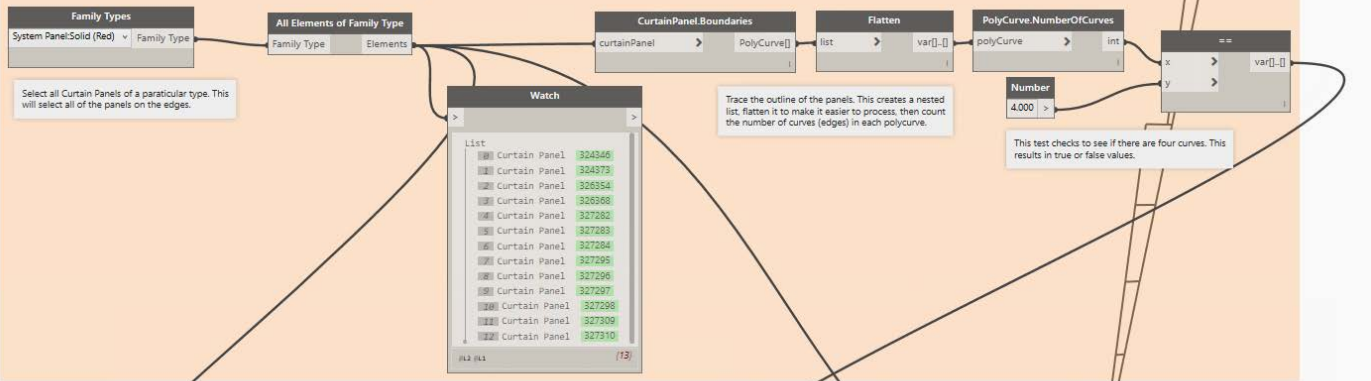 Family Types
System Panel:Solid (Red) Family Type
Select all Curtain Panels of a paraticular type. This
will select all of the panels on the edges.
All Elements of Family Type
Family Type > Elements
Watch
> >
List
0 Curtain Panel 324346
1 Curtain Panel 324373
2 Curtain Panel 326354
3 Curtain Panel 326368
4 Curtain Panel 327282
5 Curtain Panel 327283
6 Curtain Panel 327284
7 Curtain Panel 327295
8 Curtain Panel 327296
9 Curtain Panel 327297
10 Curtain Panel 327298
11 Curtain Panel 327309
12 Curtain Panel 327310
@L2 @L1 {13}
CurtainPanel.Boundaries
curtainPanel > PolyCurve[]
Flatten
list > var[]..[]
Trace the outline of the panels. This creates a nested
list, flatten it to make it easier to process, then count
the number of curves (edges) in each polycurve.
PolyCurve.NumberOfCurves
polyCurve > int
Number
4.000 >
==
x > var[]..[]
y >
This test checks to see if there are four curves. This
results in true or false values.